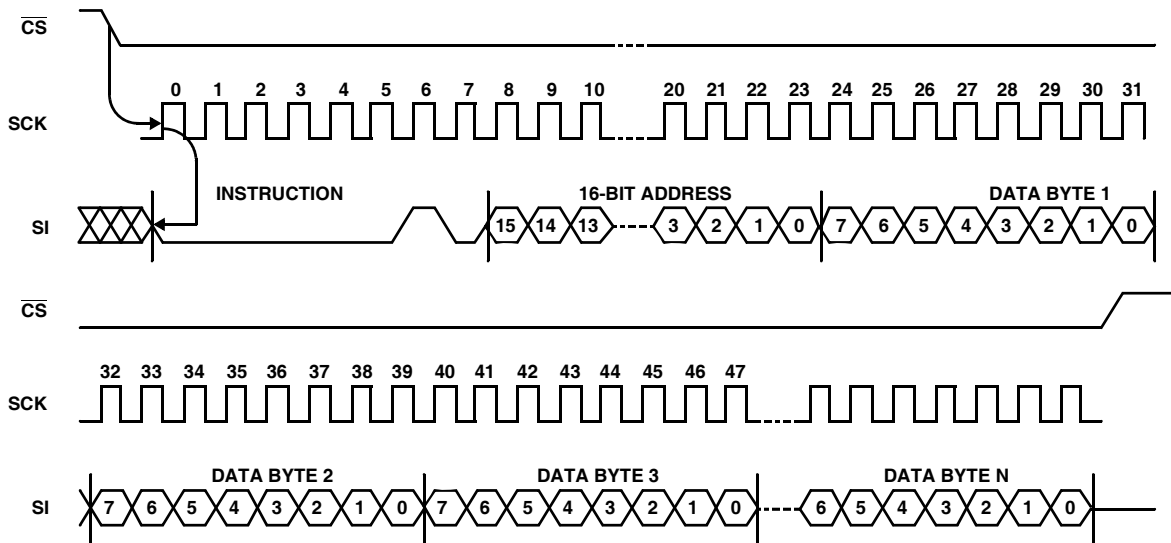 CS
0 1 2 3 4 5 6 7 8 9 10 20 21 22 23 24 25 26 27 28 29 30 31
SCK
INSTRUCTION 16-BIT ADDRESS DATA BYTE 1
SI 15 14 13 3 2 1 0 7 6 5 4 3 2 1 0
CS
32 33 34 35 36 37 38 39 40 41 42 43 44 45 46 47
SCK
DATA BYTE 2 DATA BYTE 3 DATA BYTE N
SI 7 6 5 4 3 2 1 0 7 6 5 4 3 2 1 0 6 5 4 3 2 1 0